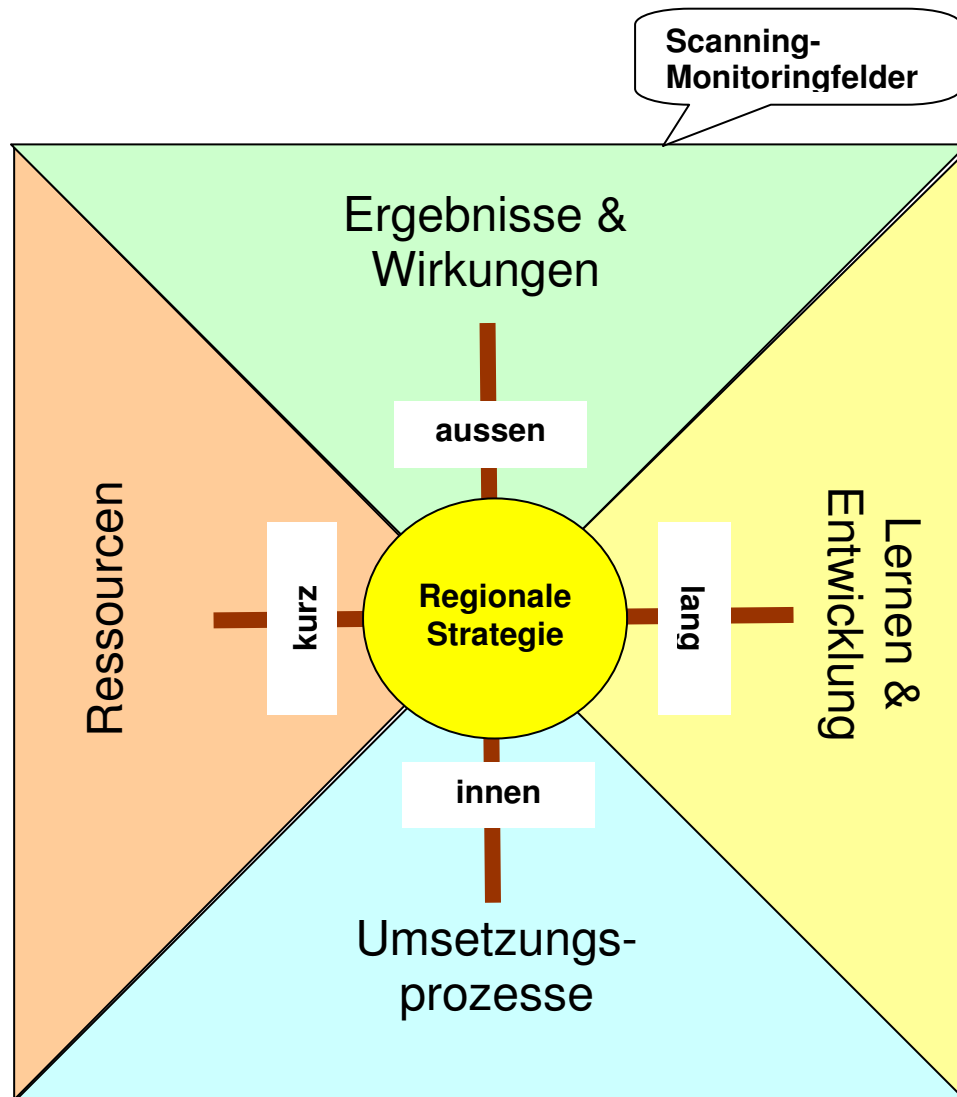 Scanning-
Monitoringfelder
Ergebnisse &
Wirkungen
aussen
Ressourcen
kurz
Regionale
Strategie
lang
Lernen &
Entwicklung
innen
Umsetzungs-
prozesse